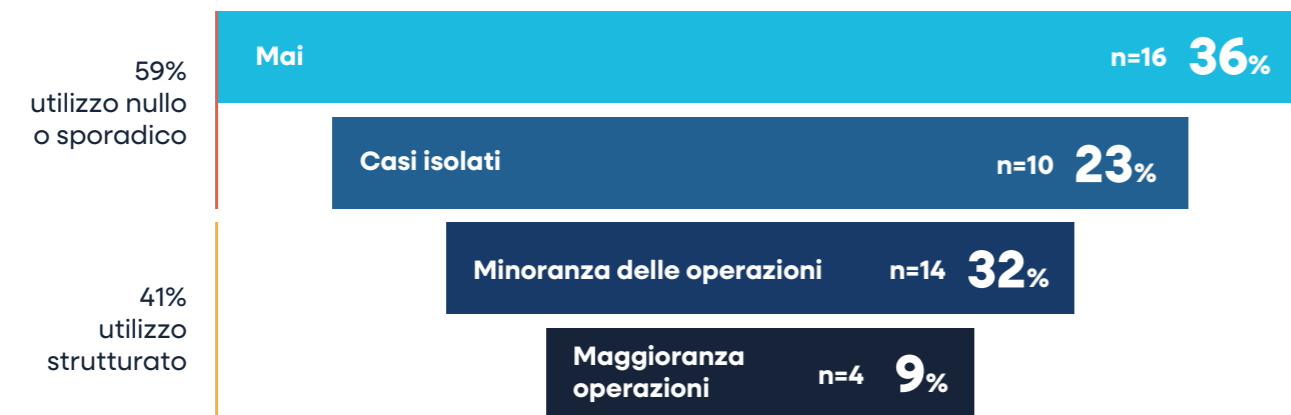 59%
utilizzo nullo
o sporadico
Mai n=16 36%
Casi isolati n=10 23%
41%
utilizzo
strutturato
Minoranza delle operazioni n=14 32%
Maggioranza
operazioni
n=4 9%